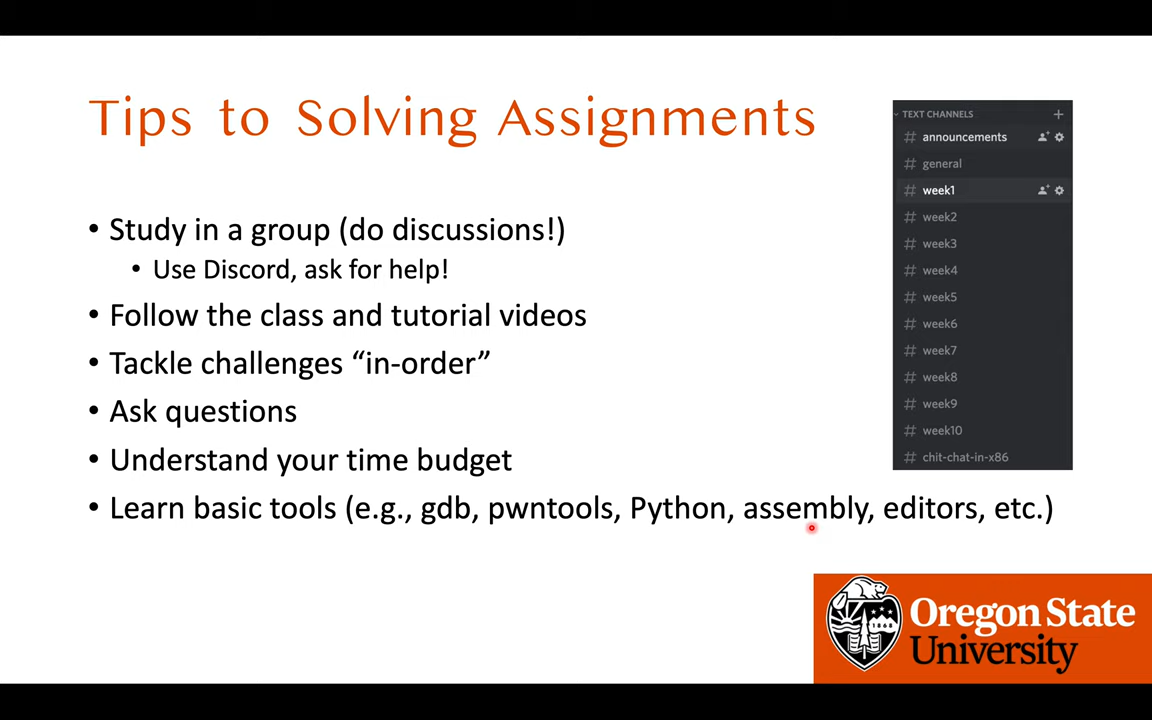 Tips to Solving Assignments
• Study in a group (do discussions!)
• Use Discord, ask for help!
• Follow the class and tutorial videos
• Tackle challenges “in-order”
• Ask questions
• Understand your time budget
• Learn basic tools (e.g., gdb, pwntools, Python, assembly, editors, etc.)
TEXT CHANNELS +
# announcements
# general
# week1
# week2
# week3
# week4
# week5
# week6
# week7
# week8
# week9
# week10
# chit-chat-in-x86
Oregon State
University